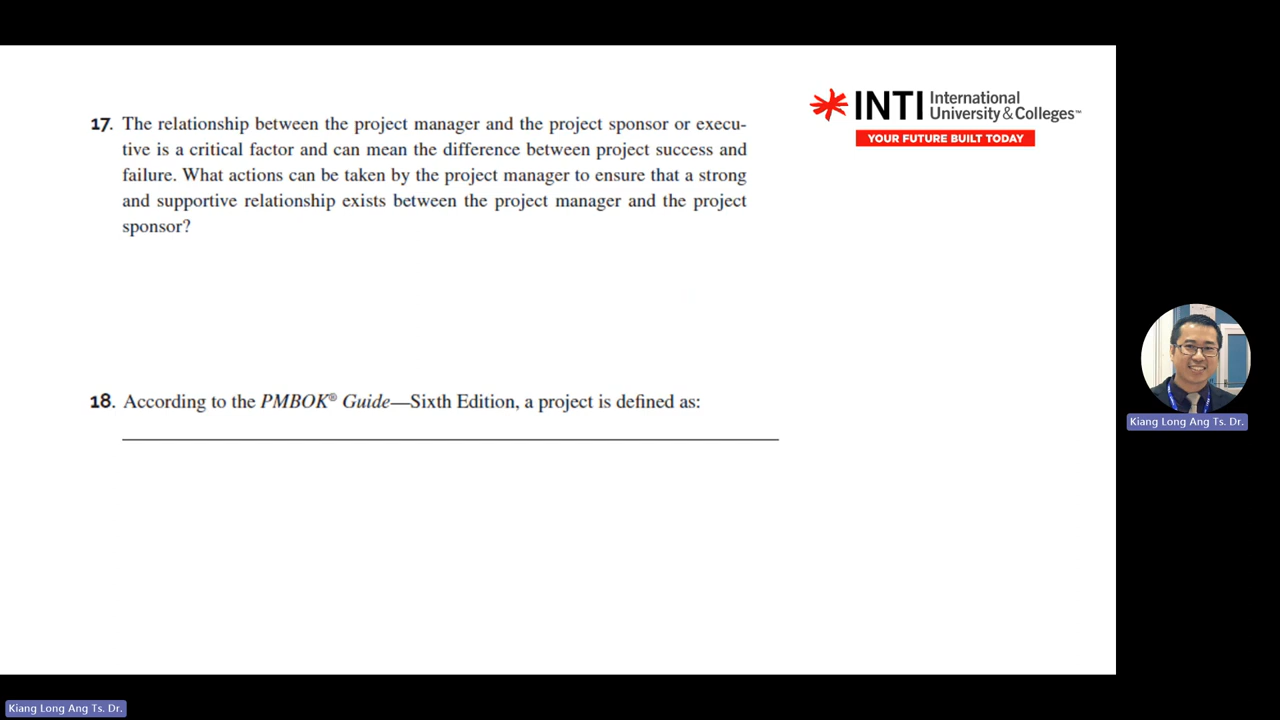 17. The relationship between the project manager and the project sponsor or execu-
tive is a critical factor and can mean the difference between project success and
failure. What actions can be taken by the project manager to ensure that a strong
and supportive relationship exists between the project manager and the project
sponsor?
INTI International
University & Colleges™
YOUR FUTURE BUILT TODAY
18. According to the PMBOK® Guide—Sixth Edition, a project is defined as:
Kiang Long Ang Ts. Dr.
Kiang Long Ang Ts. Dr.